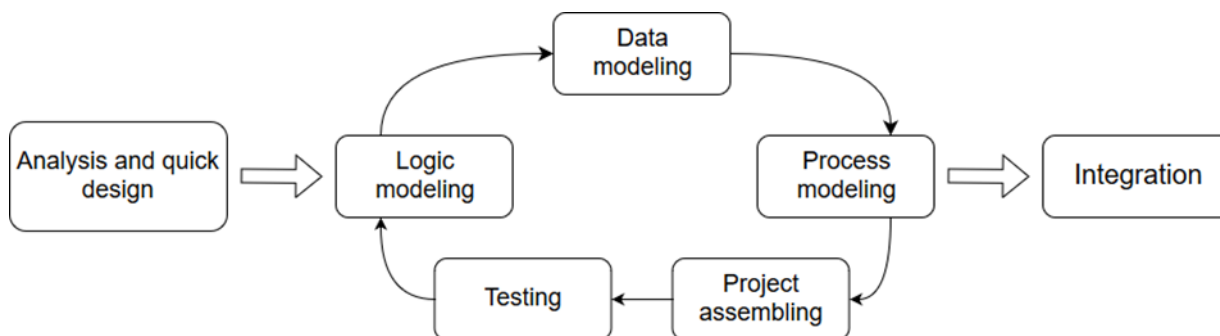 Data
modeling
Analysis and quick
design
Logic
modeling
Process
modeling
Integration
Testing
Project
assembling